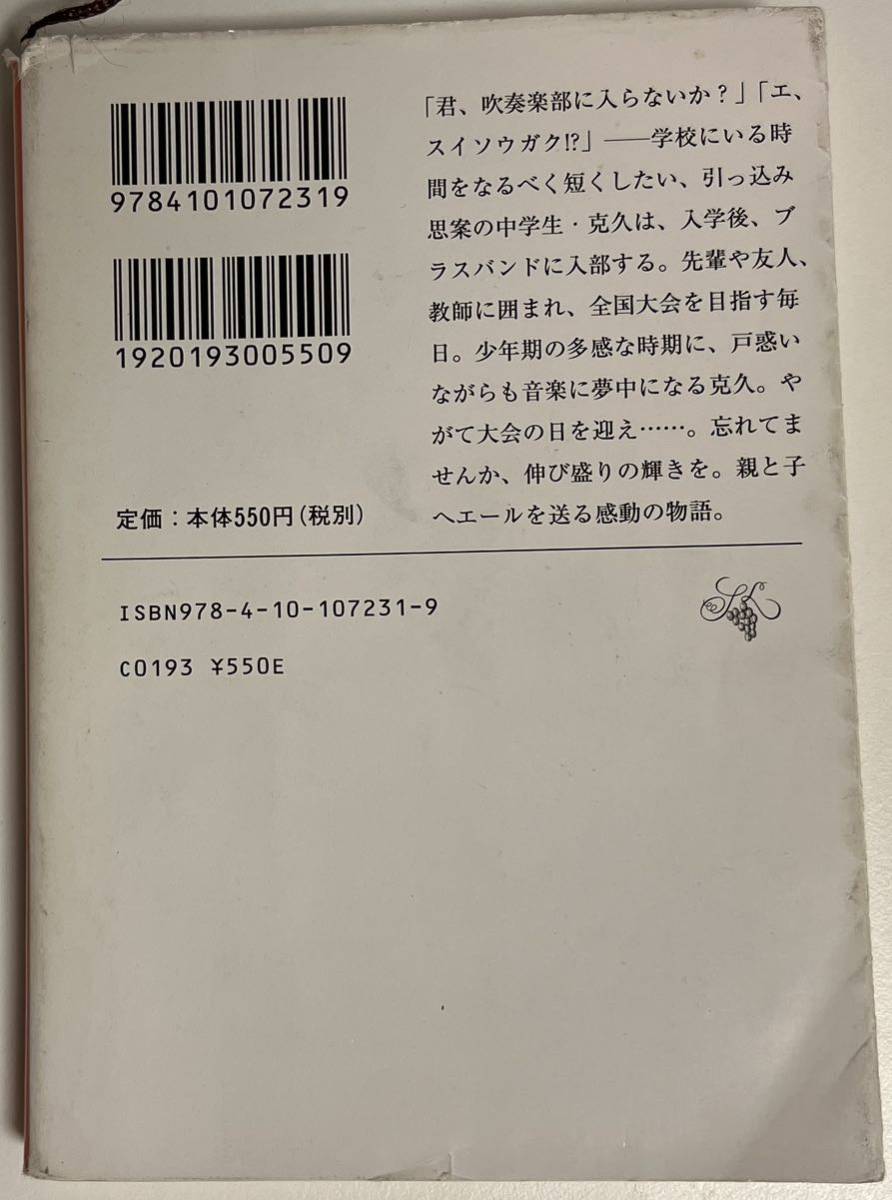 9784101072319
1920193005509
定価：本体550円（税別）
「君、吹奏楽部に入らないか？」「エ、
スイソウガク!?」――学校にいる時
間をなるべく短くしたい、引っ込み
思案の中学生・克久は、入学後、ブ
ラスバンドに入部する。先輩や友人、
教師に囲まれ、全国大会を目指す毎
日。少年期の多感な時期に、戸惑い
ながらも音楽に夢中になる克久。や
がて大会の日を迎え……。忘れてま
せんか、伸び盛りの輝きを。親と子
へエールを送る感動の物語。
ISBN978-4-10-107231-9
C0193 ¥550E